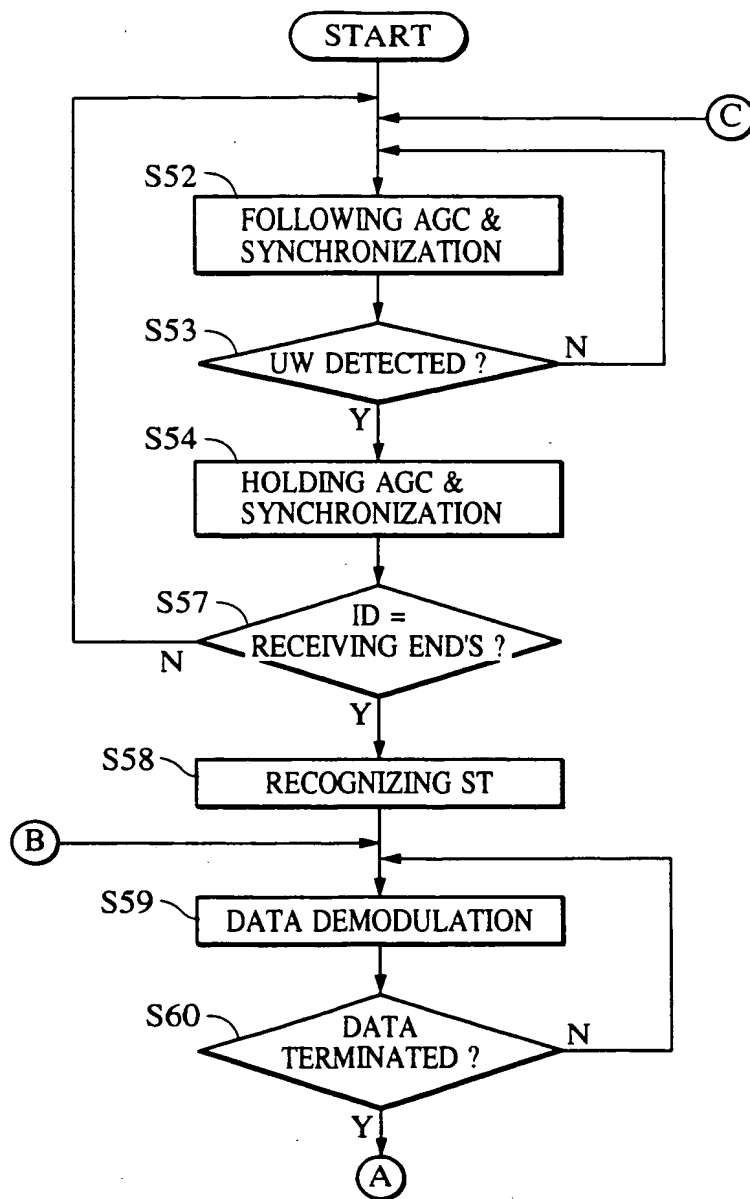 START
C
S52
FOLLOWING AGC &
SYNCHRONIZATION
S53
UW DETECTED ?
N
Y
S54
HOLDING AGC &
SYNCHRONIZATION
S57
ID =
RECEIVING END'S ?
N
Y
S58
RECOGNIZING ST
B
S59
DATA DEMODULATION
S60
DATA
TERMINATED ?
N
Y
A